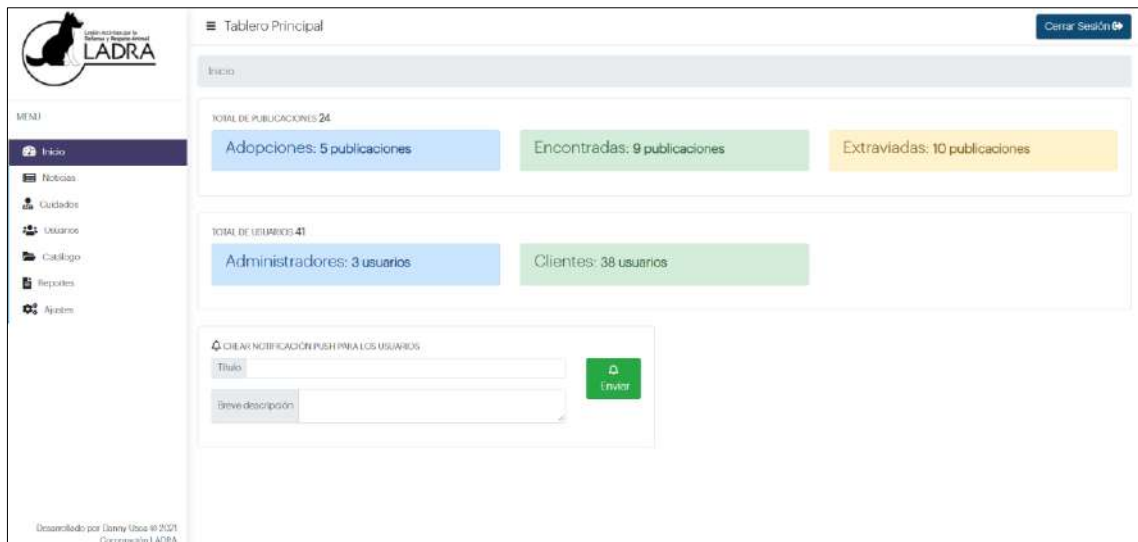 LADRA
Tablero Principal
Cerrar Sesión
Inicio
MENU
Inicio
Noticias
Cuidados
Usuarios
Catálogo
Reportes
Ajustes
TOTAL DE PUBLICACIONES 24
Adopciones: 5 publicaciones
Encontradas: 9 publicaciones
Extraviadas: 10 publicaciones
TOTAL DE USUARIOS 41
Administradores: 3 usuarios
Clientes: 38 usuarios
CREAR NOTIFICACIÓN PUSH PARA LOS USUARIOS
Título
Breve descripción
Enviar
Desarrollado por Danny © 2021
Corporación LADRA